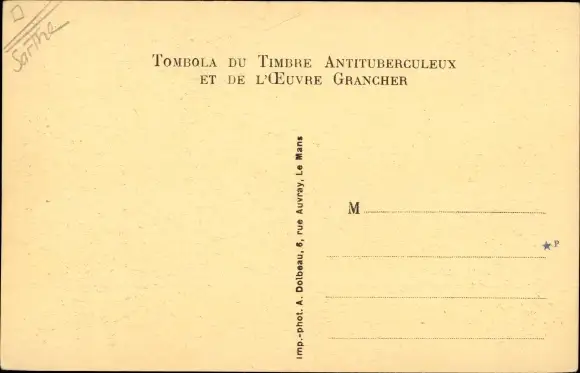 Sarthe
TOMBOLA DU TIMBRE ANTITUBERCULEUX
ET DE L'ŒUVRE GRANCHER
Imp.-phot. A. Dolbeau, 6, rue Auvray, Le Mans
M
P